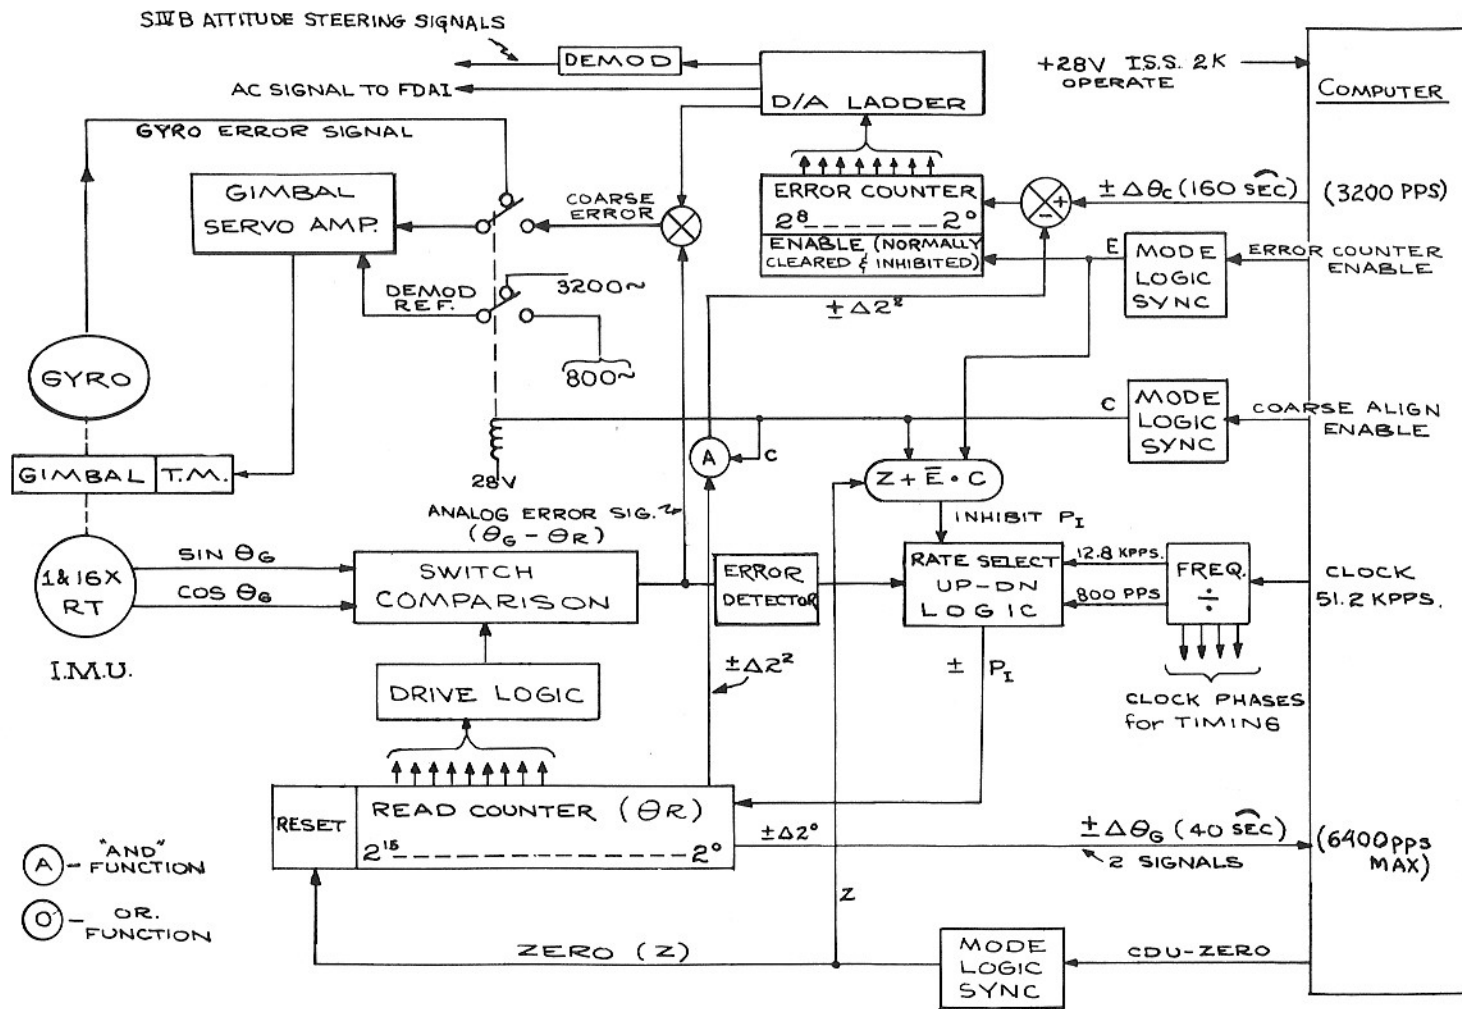 SIVB ATTITUDE STEERING SIGNALS
DEMOD
AC SIGNAL TO FDAI
D/A LADDER
+28V I.S.S. 2K
OPERATE
COMPUTER
GYRO ERROR SIGNAL
GIMBAL
SERVO AMP.
COARSE
ERROR
ERROR COUNTER
2⁸ _ _ _ _ _ _ 2⁰
ENABLE (NORMALLY
CLEARED & INHIBITED)
+
-
± Δθc (160 SEC)
(3200 PPS)
E
MODE
LOGIC
SYNC
ERROR COUNTER
ENABLE
DEMOD
REF.
3200~
800~
± Δ2²
GYRO
GIMBAL
T.M.
28V
A
C
C
MODE
LOGIC
SYNC
COARSE ALIGN
ENABLE
Z + E̅ • C
INHIBIT P_I
ANALOG ERROR SIG.
(θG - θR)
1 & 16X
RT
SIN θG
COS θG
I.M.U.
SWITCH
COMPARISON
ERROR
DETECTOR
RATE SELECT
UP-DN
LOGIC
12.8 KPPS.
800 PPS
FREQ.
÷
CLOCK
51.2 KPPS.
CLOCK PHASES
for TIMING
DRIVE LOGIC
± Δ2²
± P_I
RESET
READ COUNTER (θR)
2¹⁵ _ _ _ _ _ _ _ _ _ _ _ 2⁰
± Δ2⁰
± ΔθG (40 SEC)
2 SIGNALS
(6400 PPS
MAX)
A - "AND"
FUNCTION
O - OR.
FUNCTION
Z
ZERO (Z)
MODE
LOGIC
SYNC
CDU-ZERO